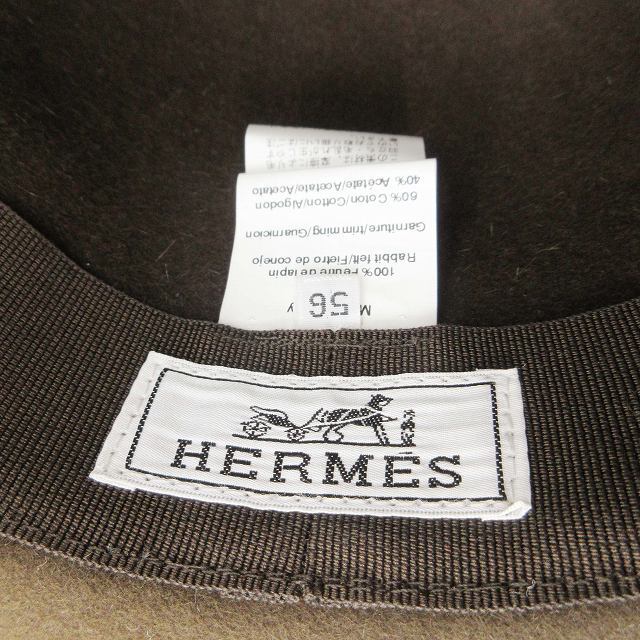 56
100% Feutre de lapin
Rabbit felt/Fietro de conejo
Garniture/trimming/Guarnicion
60% Coton/Cotton/Algodon
40% Acétate/Acetate/Acetato
HERMÈS